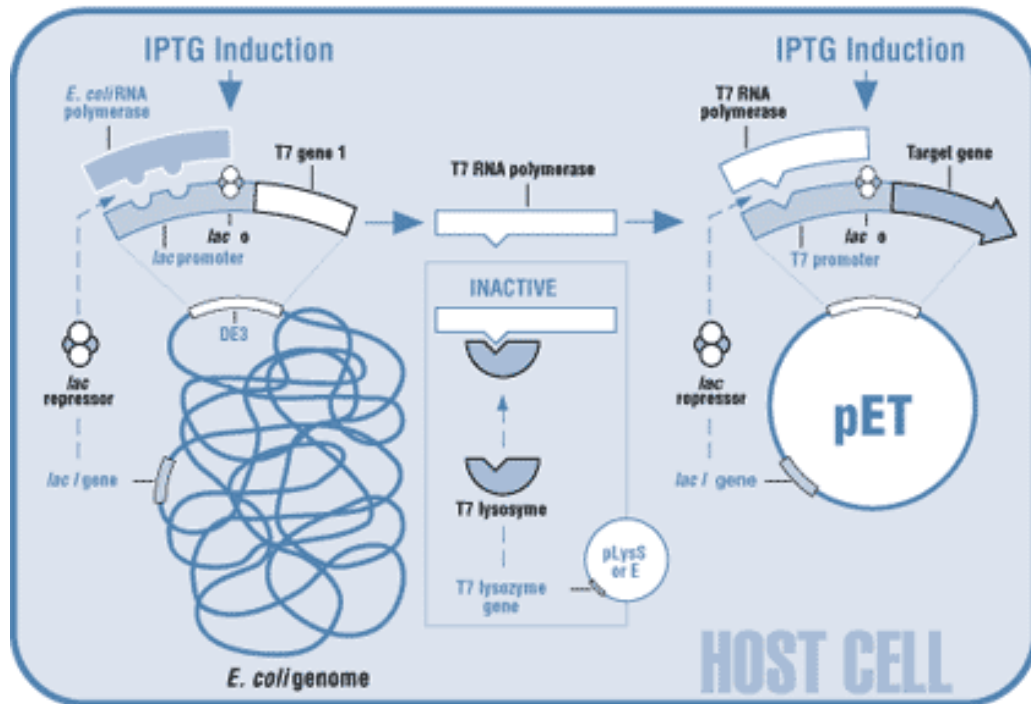 IPTG Induction
E. coli RNA
polymerase
T7 gene 1
lac o
lac promoter
DE3
lac
repressor
lac I gene
E. coli genome
T7 RNA polymerase
INACTIVE
T7 lysosyme
T7 lysozyme
gene
pLysS
or E
IPTG Induction
T7 RNA
polymerase
Target gene
lac o
T7 promoter
lac
repressor
lac I gene
pET
HOST CELL